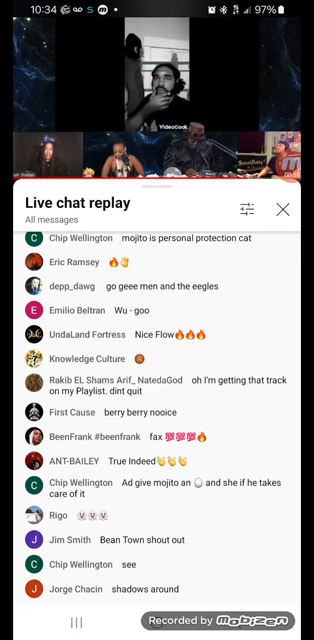 10:34
97%
VideoCook
00:58
Live chat replay
All messages
Chip Wellington mojito is personal protection cat
Eric Ramsey 🔥👏
depp_dawg go geee men and the eegles
Emilio Beltran Wu - goo
UndaLand Fortress Nice Flow🔥🔥🔥
Knowledge Culture
Rakib EL Shams Arif_ NatedaGod oh I'm getting that track
on my Playlist. dint quit
First Cause berry berry nooice
BeenFrank #beenfrank fax 💯💯💯🔥
ANT-BAILEY True Indeed👏👏👏
Chip Wellington Ad give mojito an 🥚 and she if he takes
care of it
Rigo
Jim Smith Bean Town shout out
Chip Wellington see
Jorge Chacin shadows around
Recorded by Mobizen